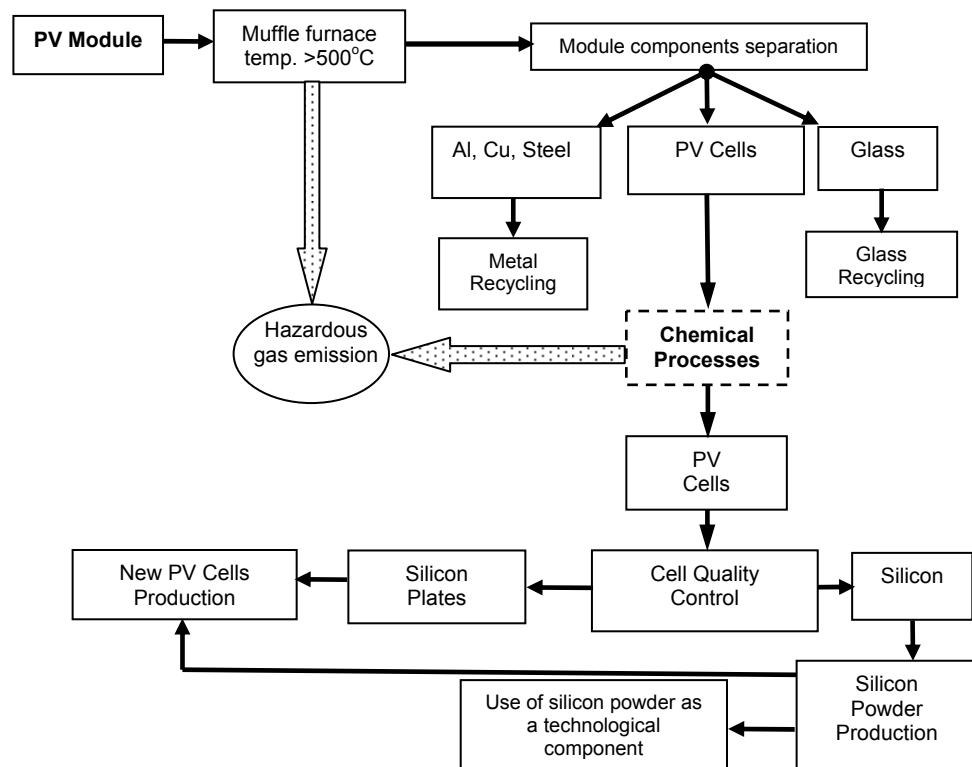 PV Module
Muffle furnace
temp. >500°C
Module components separation
Al, Cu, Steel
PV Cells
Glass
Metal
Recycling
Glass
Recycling
Hazardous
gas emission
Chemical
Processes
PV
Cells
New PV Cells
Production
Silicon
Plates
Cell Quality
Control
Silicon
Use of silicon powder as
a technological
component
Silicon
Powder
Production